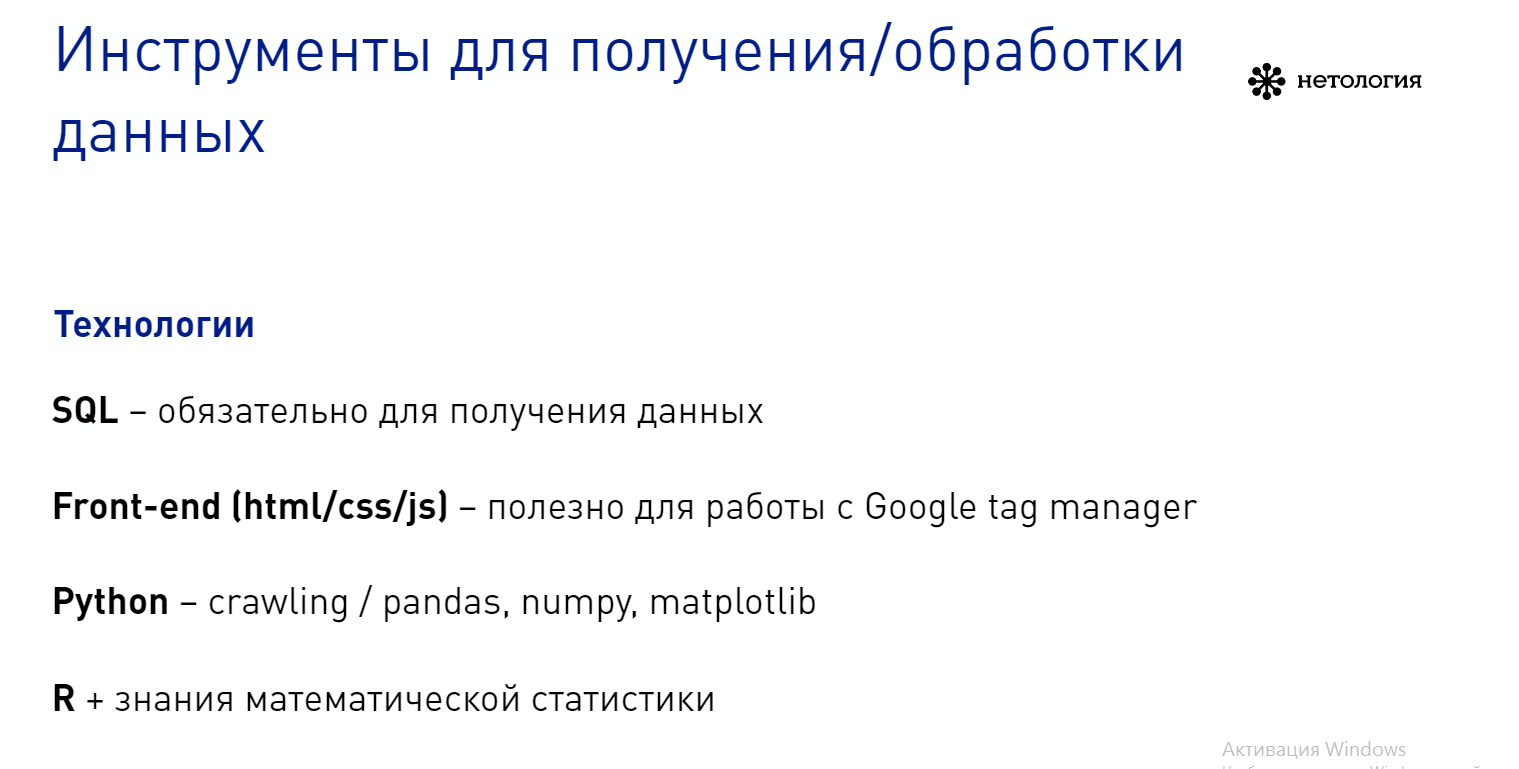 Инструменты для получения/обработки
данных
нетология
Технологии
SQL – обязательно для получения данных
Front-end (html/css/js) – полезно для работы с Google tag manager
Python – crawling / pandas, numpy, matplotlib
R + знания математической статистики
Активация Windows